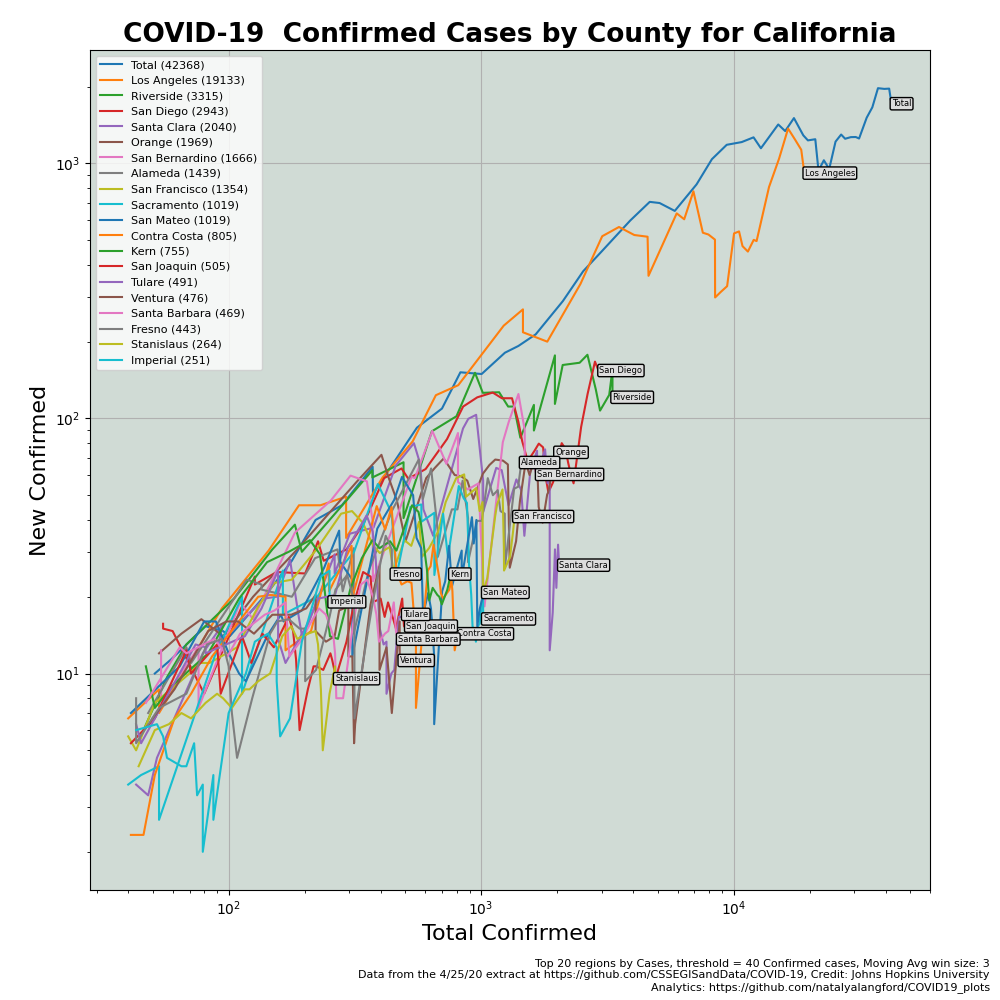 COVID-19  Confirmed Cases by County for California
Total (42368)
Los Angeles (19133)
Riverside (3315)
San Diego (2943)
Santa Clara (2040)
Orange (1969)
San Bernardino (1666)
Alameda (1439)
San Francisco (1354)
Sacramento (1019)
San Mateo (1019)
Contra Costa (805)
Kern (755)
San Joaquin (505)
Tulare (491)
Ventura (476)
Santa Barbara (469)
Fresno (443)
Stanislaus (264)
Imperial (251)
Total
Los Angeles
San Diego
Riverside
Orange
Alameda
San Bernardino
San Francisco
Santa Clara
Fresno
Kern
San Mateo
Imperial
Tulare
Sacramento
San Joaquin
Contra Costa
Santa Barbara
Ventura
Stanislaus
New Confirmed
10³
10²
10¹
10²
10³
10⁴
Total Confirmed
Top 20 regions by Cases, threshold = 40 Confirmed cases, Moving Avg win size: 3
Data from the 4/25/20 extract at https://github.com/CSSEGISandData/COVID-19, Credit: Johns Hopkins University
Analytics: https://github.com/natalyalangford/COVID19_plots